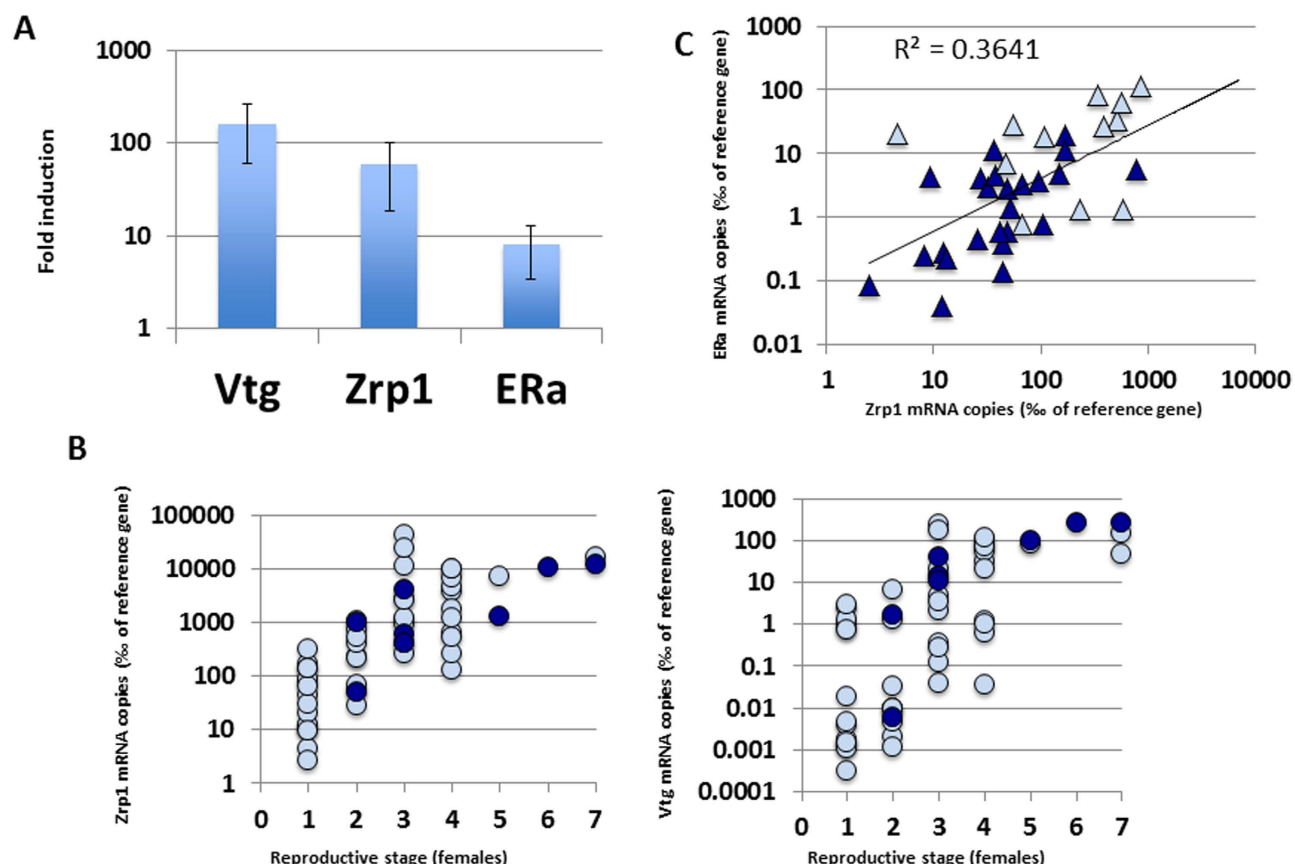 A
1000
100
10
1
Fold induction
Vtg Zrp1 ERa
C
R² = 0.3641
1000
100
10
1
0.1
0.01
ERa mRNA copies (‰ of reference gene)
1 10 100 1000 10000
Zrp1 mRNA copies (‰ of reference gene)
B
100000
10000
1000
100
10
1
Zrp1 mRNA copies (‰ of reference gene)
0 1 2 3 4 5 6 7
Reproductive stage (females)
1000
100
10
1
0.1
0.01
0.001
0.0001
Vtg mRNA copies (‰ of reference gene)
0 1 2 3 4 5 6 7
Reproductive stage (females)